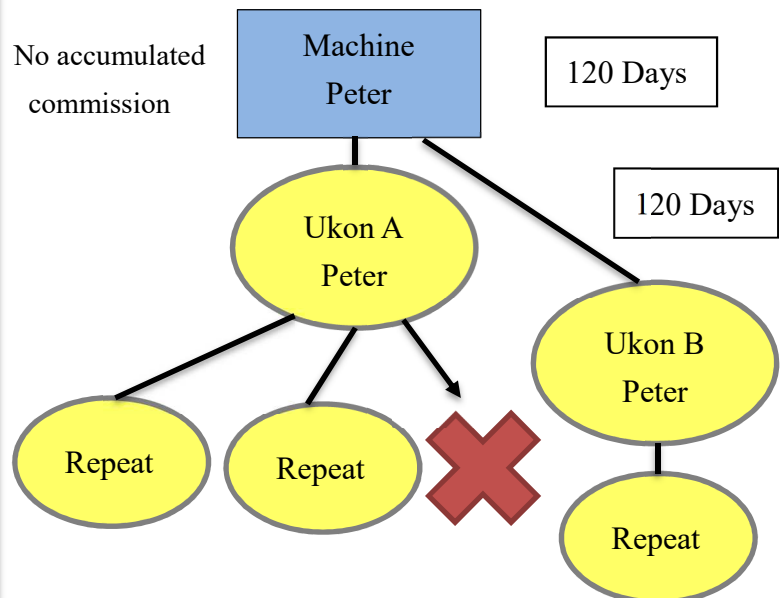 No accumulated
commission
Machine
Peter
120 Days
120 Days
Ukon A
Peter
Ukon B
Peter
Repeat
Repeat
Repeat